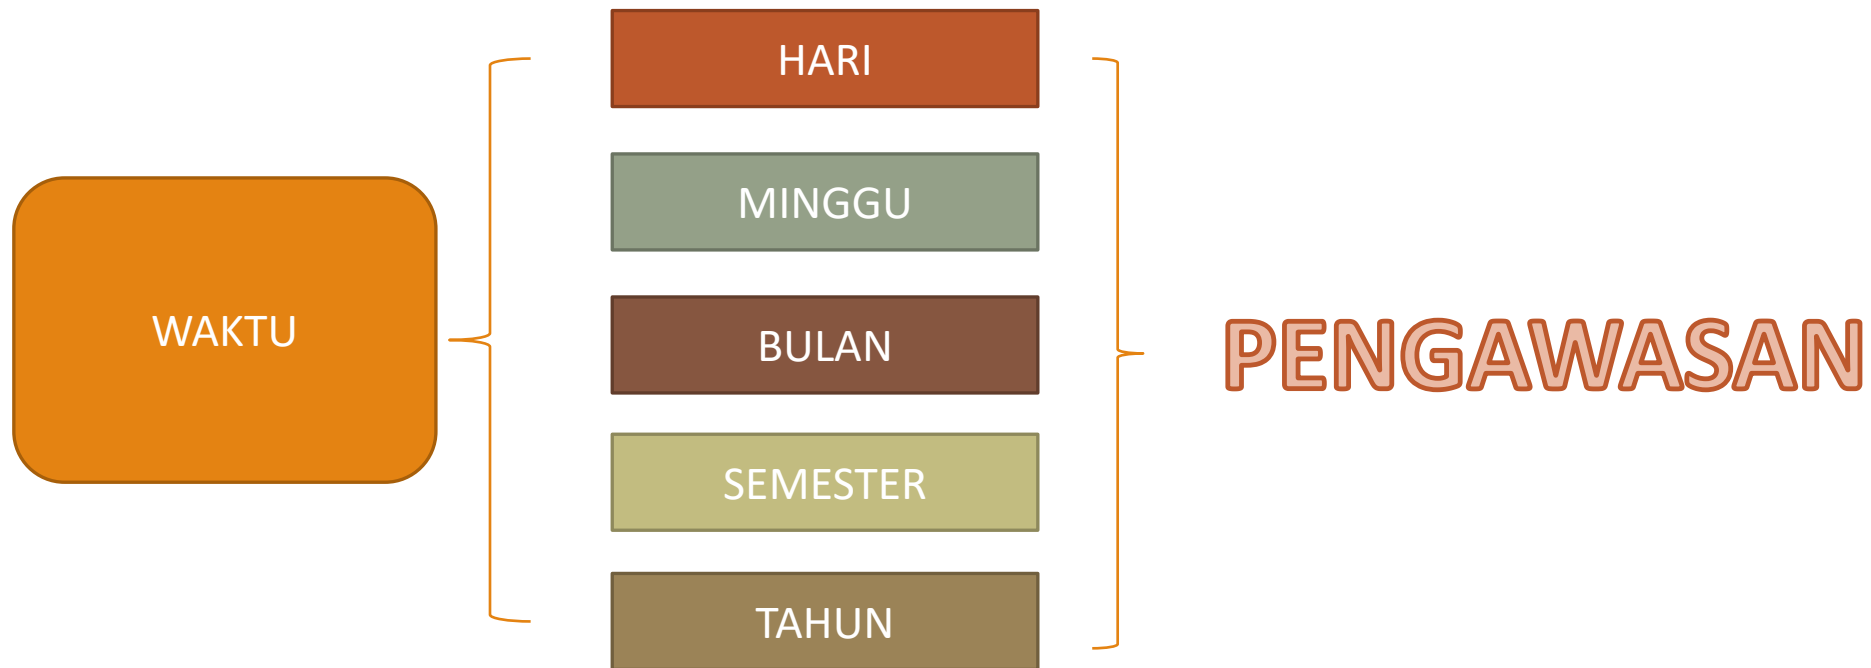 WAKTU
HARI
MINGGU
BULAN
SEMESTER
TAHUN
PENGAWASAN